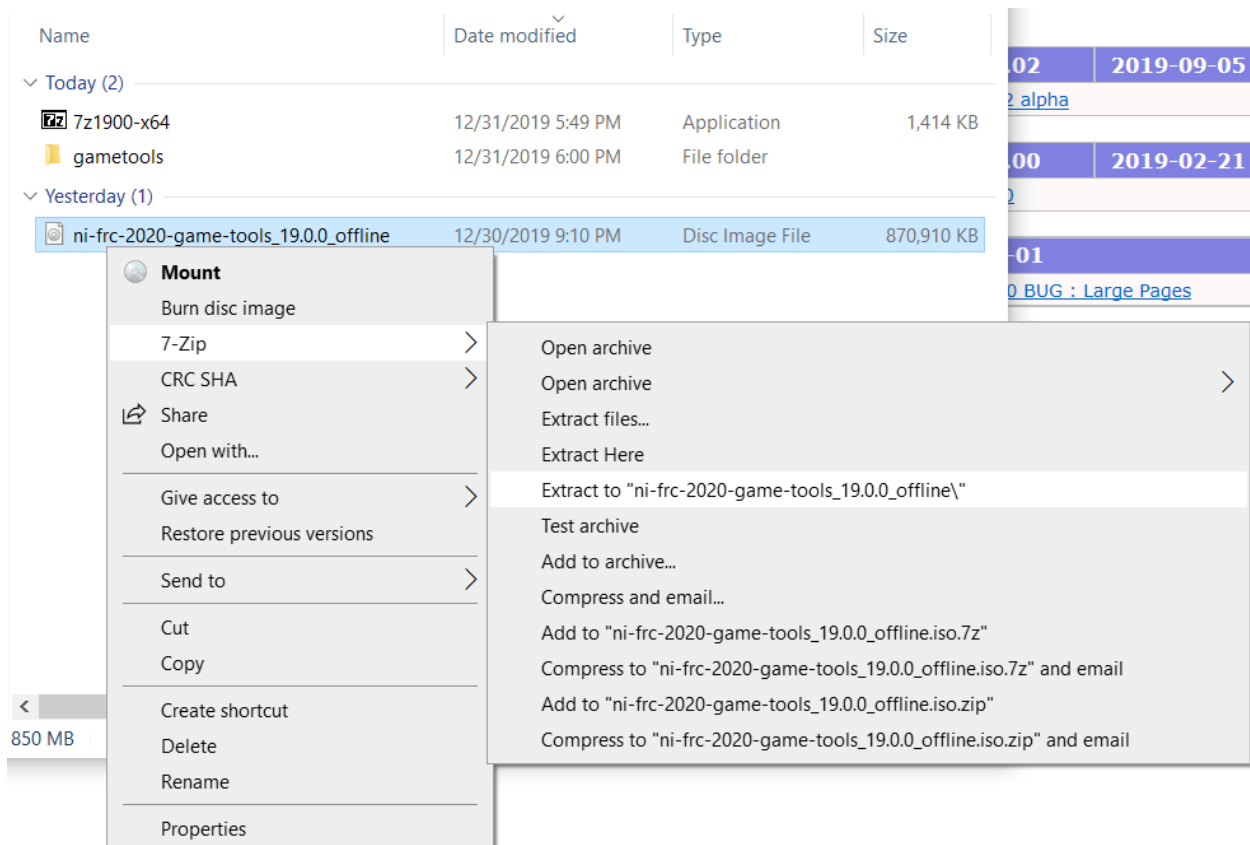 Name Date modified Type Size
Today (2)
7z 7z1900-x64 12/31/2019 5:49 PM Application 1,414 KB
gametools 12/31/2019 6:00 PM File folder
Yesterday (1)
ni-frc-2020-game-tools_19.0.0_offline 12/30/2019 9:10 PM Disc Image File 870,910 KB
Mount
Burn disc image
7-Zip
CRC SHA
Share
Open with...
Give access to
Restore previous versions
Send to
Cut
Copy
Create shortcut
Delete
Rename
Properties
Open archive
Open archive
Extract files...
Extract Here
Extract to "ni-frc-2020-game-tools_19.0.0_offline\"
Test archive
Add to archive...
Compress and email...
Add to "ni-frc-2020-game-tools_19.0.0_offline.iso.7z"
Compress to "ni-frc-2020-game-tools_19.0.0_offline.iso.7z" and email
Add to "ni-frc-2020-game-tools_19.0.0_offline.iso.zip"
Compress to "ni-frc-2020-game-tools_19.0.0_offline.iso.zip" and email
850 MB
.02 2019-09-05
2 alpha
.00 2019-02-21
0
-01
0 BUG : Large Pages